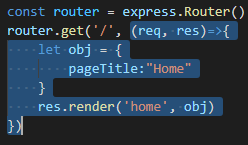 const router = express.Router()
router.get('/', (req, res)=>{
    let obj = {
        pageTitle:"Home"
    }
    res.render('home', obj)
})